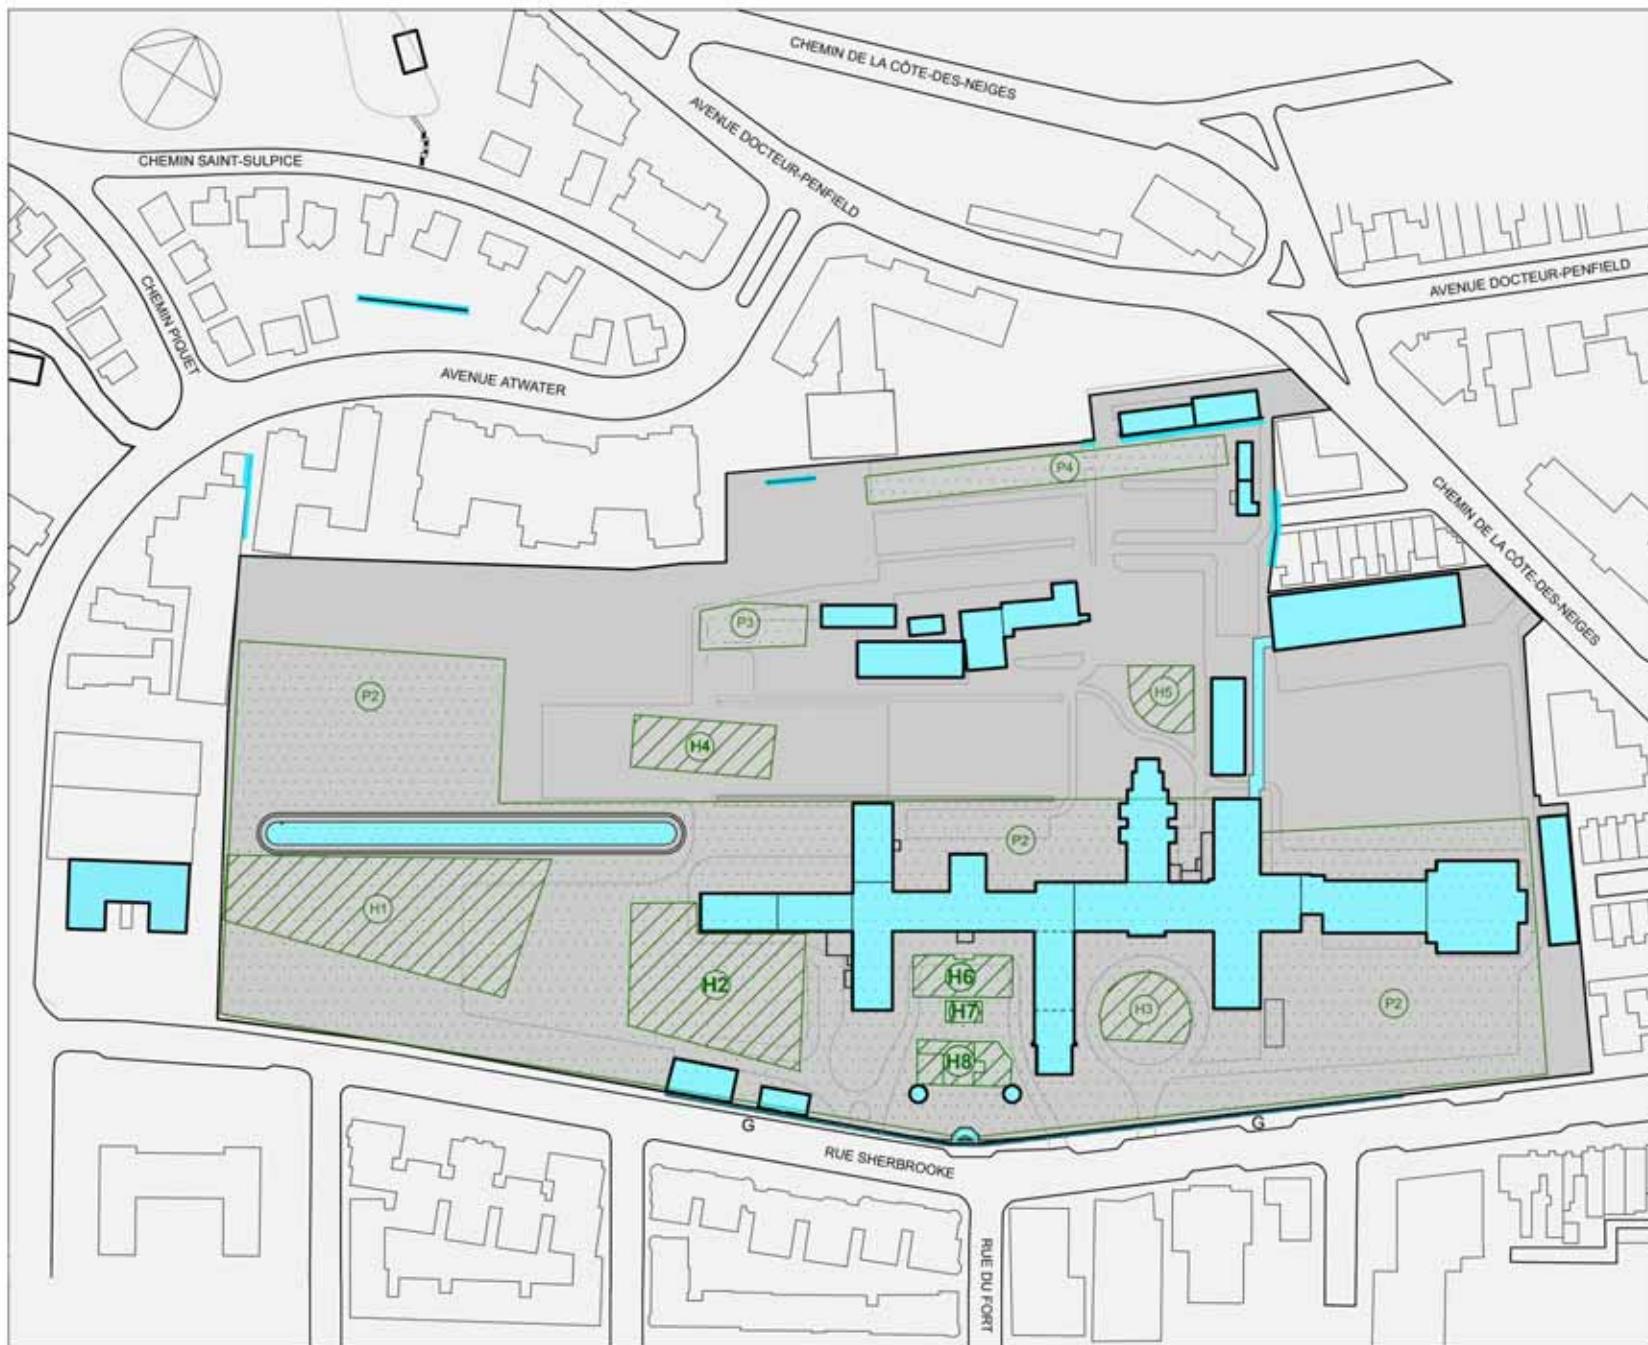 CHEMIN DE LA CÔTE-DES-NEIGES
AVENUE DOCTEUR-PENFIELD
CHEMIN SAINT-SULPICE
AVENUE DOCTEUR-PENFIELD
CHEMIN PIQUET
AVENUE ATWATER
P4
CHEMIN DE LA CÔTE-DES-NEIGES
P3
P2
H5
H4
P2
H1
H6
H2
H7
H3
P2
H8
G
G
RUE SHERBROOKE
RUE DU FORT